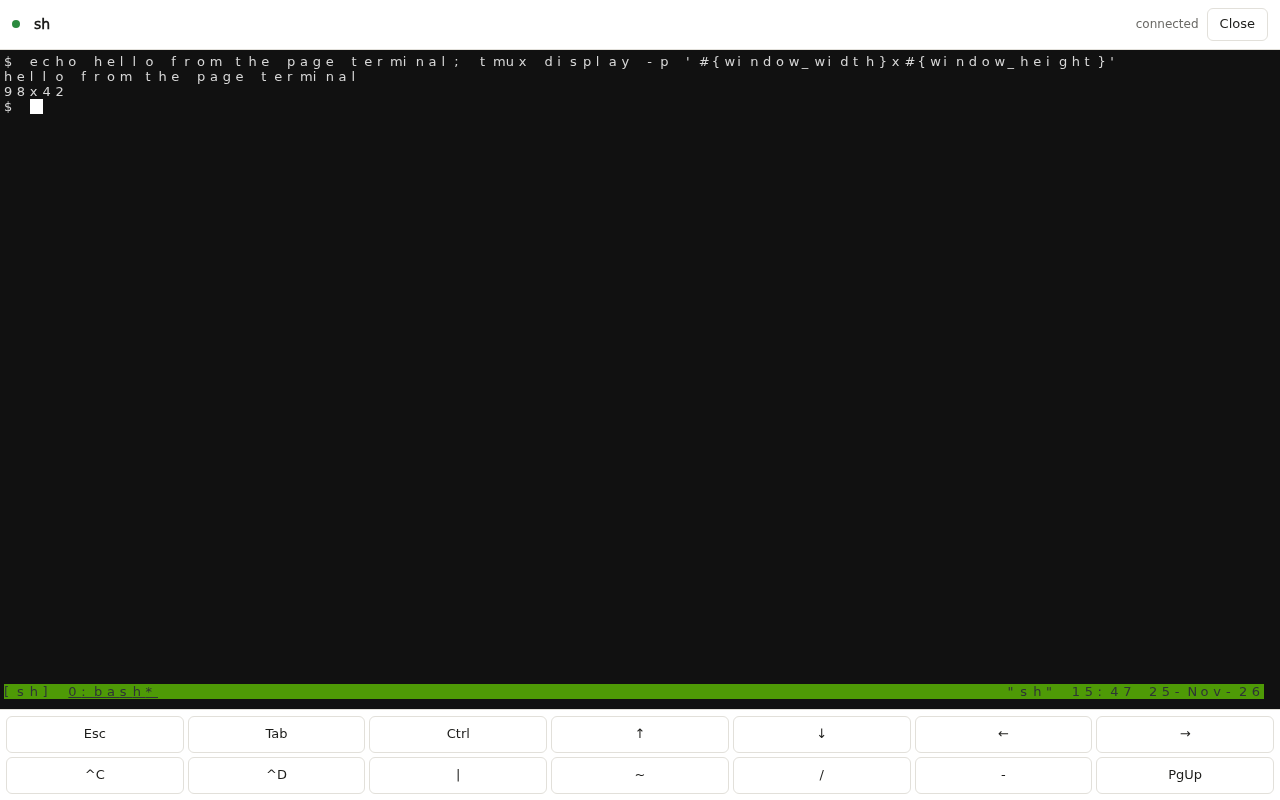 sh connected Close
$ echo hello from the page terminal; tmux display -p '#{window_width}x#{window_height}'
hello from the page terminal
98x42
$
[sh] 0:bash* "sh" 15:47 25-Nov-26
Esc Tab Ctrl ↑ ↓ ← →
^C ^D | ~ / - PgUp